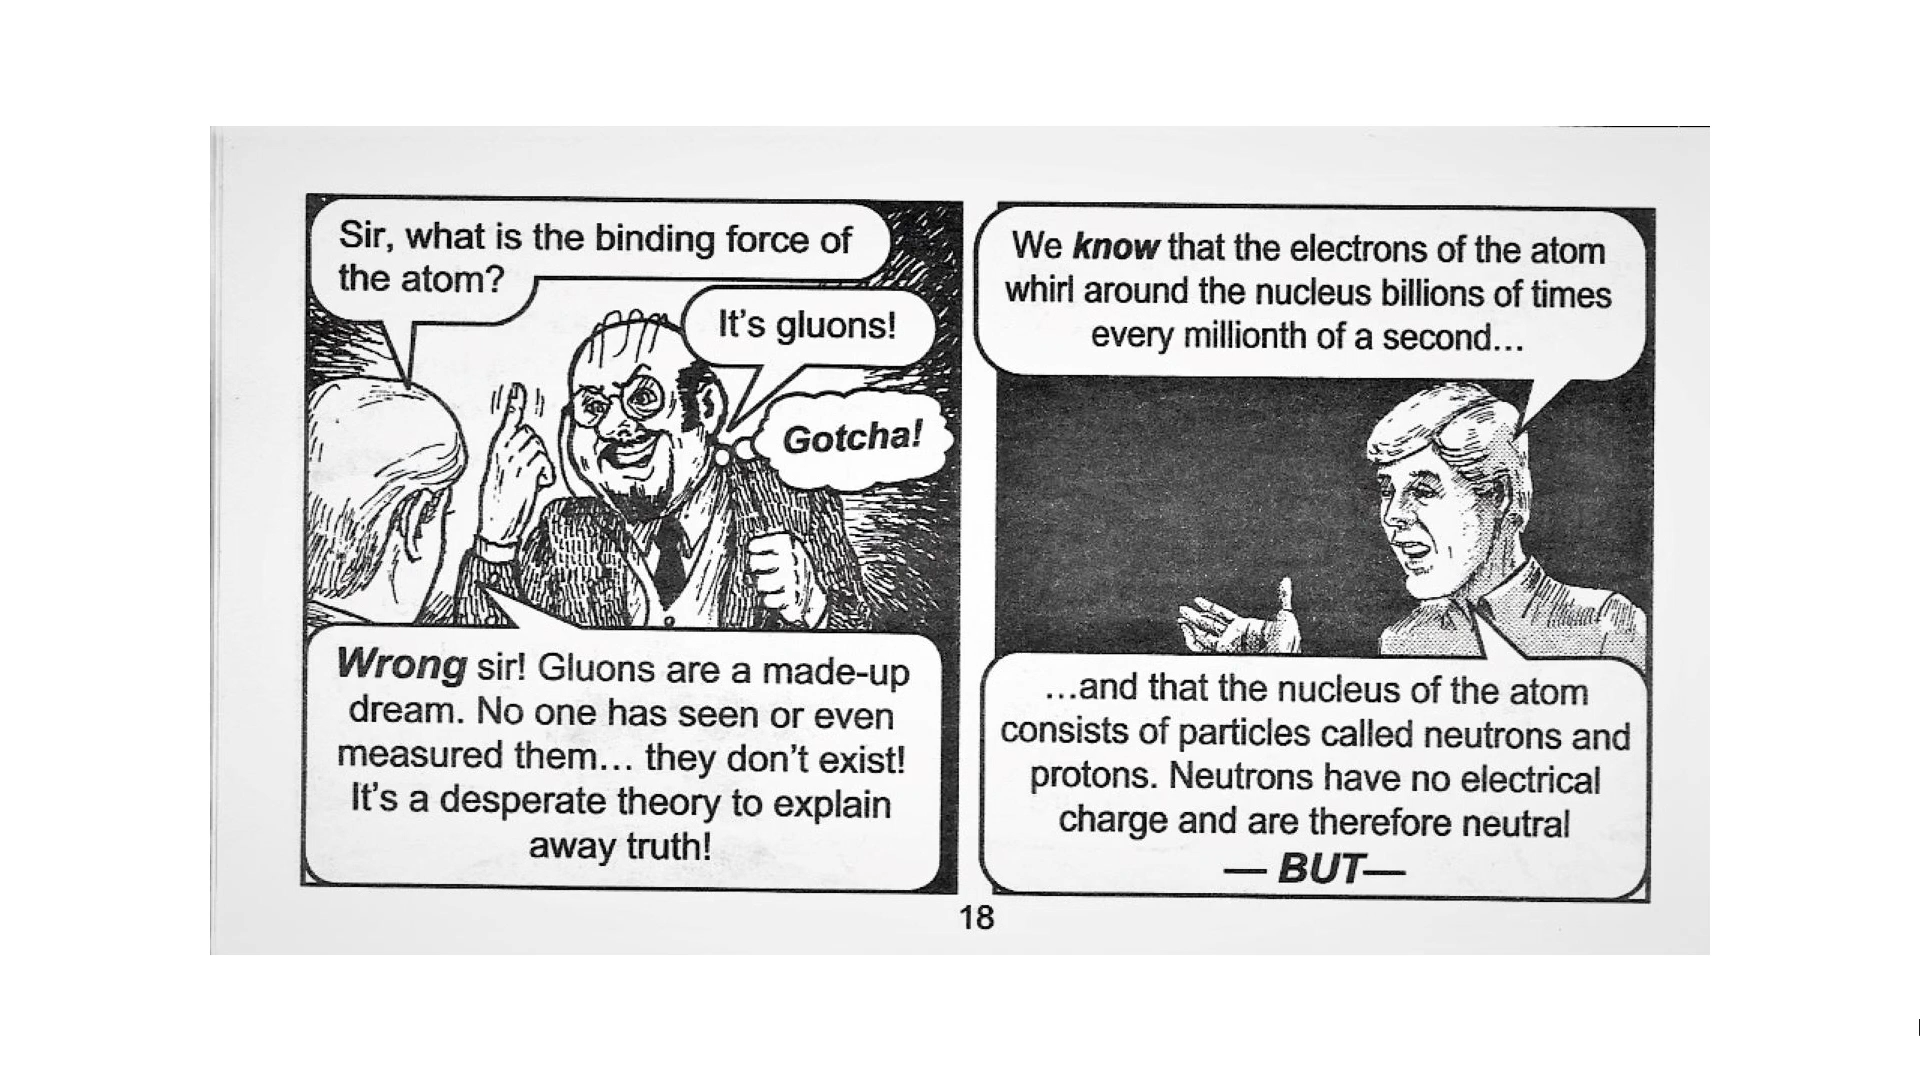 Sir, what is the binding force of
the atom?
It's gluons!
Gotcha!
Wrong sir! Gluons are a made-up
dream. No one has seen or even
measured them... they don't exist!
It's a desperate theory to explain
away truth!
We know that the electrons of the atom
whirl around the nucleus billions of times
every millionth of a second...
...and that the nucleus of the atom
consists of particles called neutrons and
protons. Neutrons have no electrical
charge and are therefore neutral
— BUT—
18